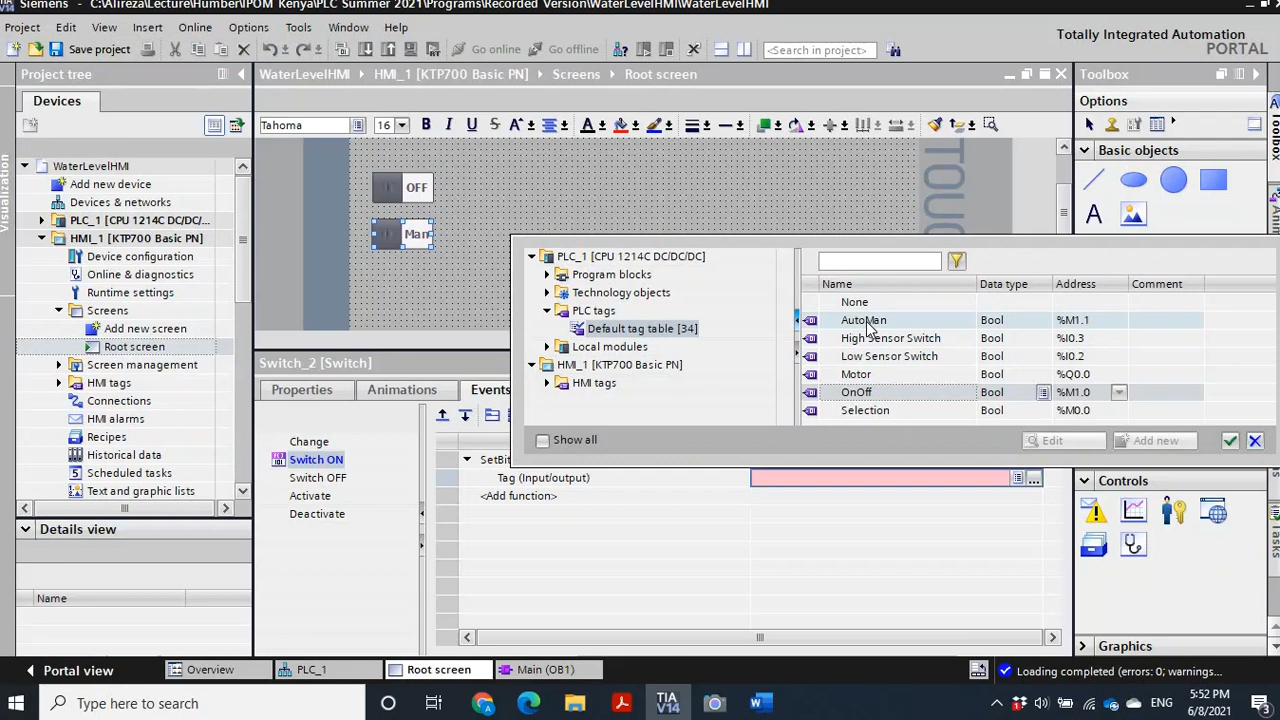 Siemens - C:\Alireza\Lecture\Humber\IPOM Kenya\PLC Summer 2021\Programs\Recorded Version\WaterLevelHMI\WaterLevelHMI
TIA V14
Project Edit View Insert Online Options Tools Window Help
Totally Integrated Automation
PORTAL
Save project
Go online
Go offline
<Search in project>
Project tree
WaterLevelHMI
HMI_1 [KTP700 Basic PN]
Screens
Root screen
Toolbox
Devices
Options
Tahoma
16
B I U S A
Basic objects
WaterLevelHMI
Add new device
Devices & networks
PLC_1 [CPU 1214C DC/DC/...
HMI_1 [KTP700 Basic PN]
Device configuration
Online & diagnostics
Runtime settings
Screens
Add new screen
Root screen
Screen management
HMI tags
Connections
HMI alarms
Recipes
Historical data
Scheduled tasks
Text and graphic lists
Details view
Name
Visualization
OFF
Man
TOUC
PLC_1 [CPU 1214C DC/DC/DC]
Program blocks
Technology objects
PLC tags
Default tag table [34]
Local modules
HMI_1 [KTP700 Basic PN]
HMI tags
Name Data type Address Comment
None
AutoMan Bool %M1.1
High Sensor Switch Bool %I0.3
Low Sensor Switch Bool %I0.2
Motor Bool %Q0.0
OnOff Bool %M1.0
Selection Bool %M0.0
Show all
Edit
Add new
Switch_2 [Switch]
Properties
Animations
Events
Change
Switch ON
Switch OFF
Activate
Deactivate
SetBi
Tag (Input/output)
<Add function>
Controls
Graphics
Toolbox
Portal view
Overview
PLC_1
Root screen
Main (OB1)
Loading completed (errors: 0; warnings...
Type here to search
TIA
V14
ENG
5:52 PM
6/8/2021
3